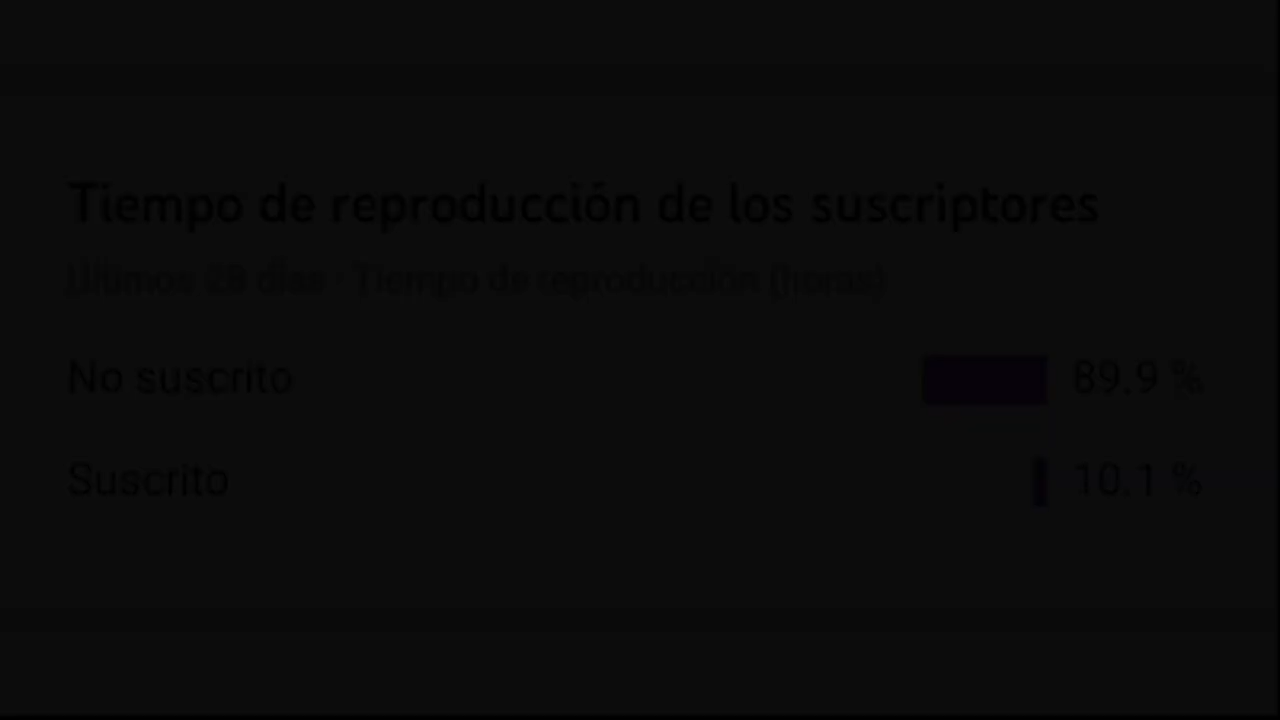 Tiempo de reproducción de los suscriptores
Últimos 28 días · Tiempo de reproducción (horas)
No suscrito 89.9 %
Suscrito 10.1 %